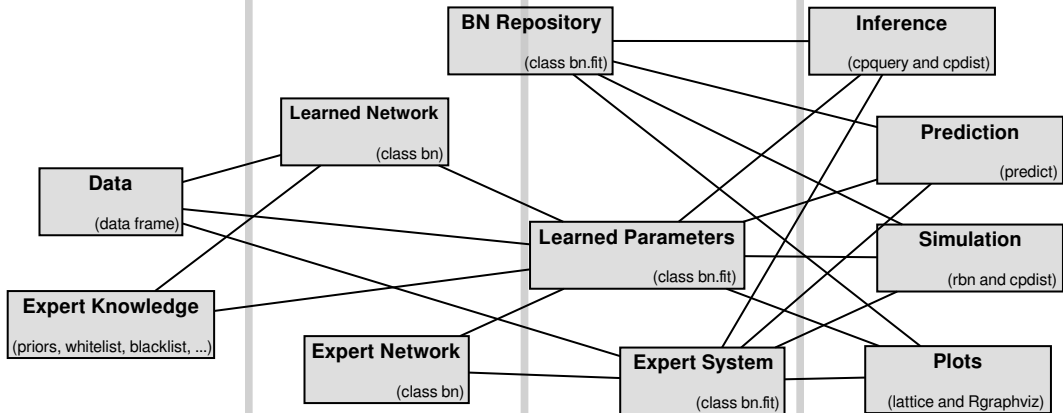 BN Repository
(class bn.fit)
Inference
(cpquery and cpdist)
Learned Network
(class bn)
Prediction
(predict)
Data
(data frame)
Learned Parameters
(class bn.fit)
Simulation
(rbn and cpdist)
Expert Knowledge
(priors, whitelist, blacklist, ...)
Expert Network
(class bn)
Expert System
(class bn.fit)
Plots
(lattice and Rgraphviz)